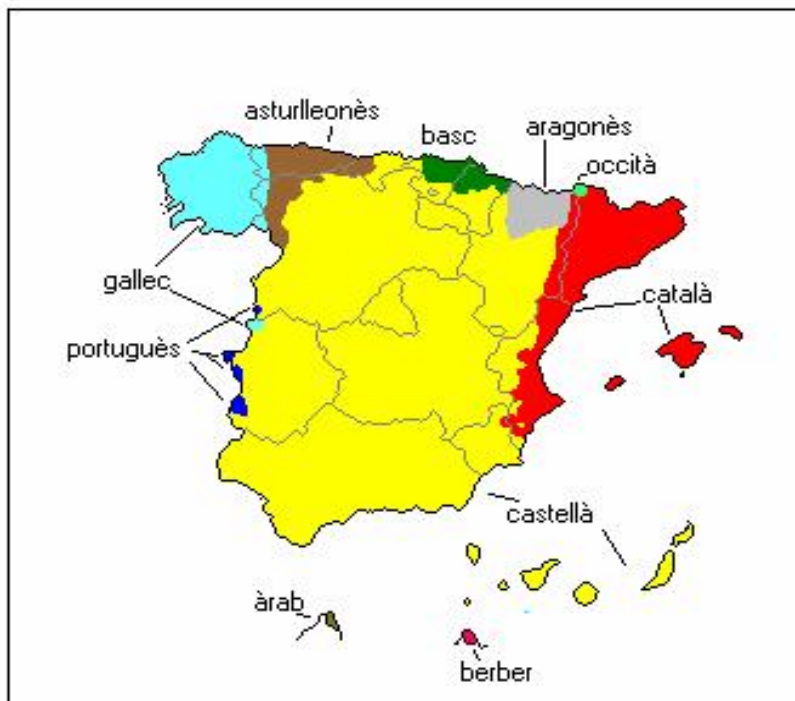 asturlleonès
basc
aragonès
occità
gallec
català
portuguès
castellà
àrab
berber